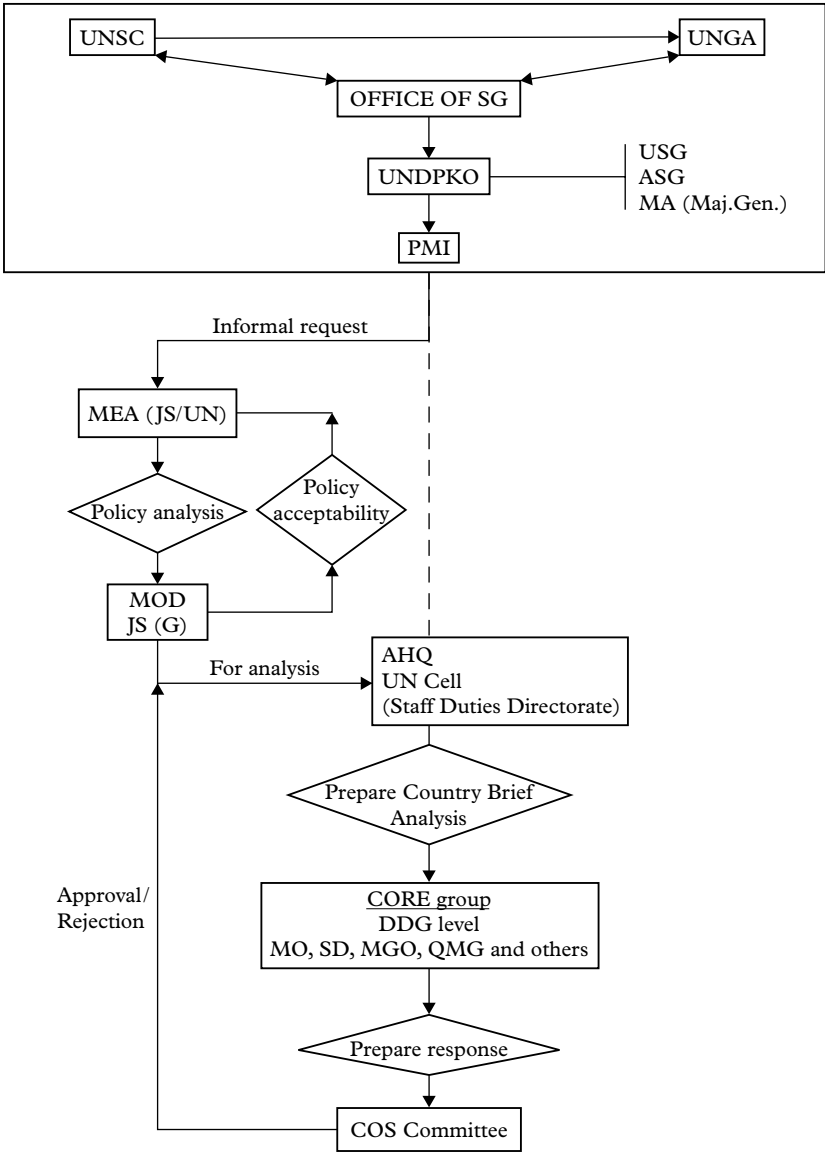 UNSC
UNGA
OFFICE OF SG
UNDPKO
USG
ASG
MA (Maj.Gen.)
PMI
Informal request
MEA (JS/UN)
Policy analysis
Policy
acceptability
MOD
JS (G)
For analysis
AHQ
UN Cell
(Staff Duties Directorate)
Prepare Country Brief
Analysis
Approval/
Rejection
CORE group
DDG level
MO, SD, MGO, QMG and others
Prepare response
COS Committee